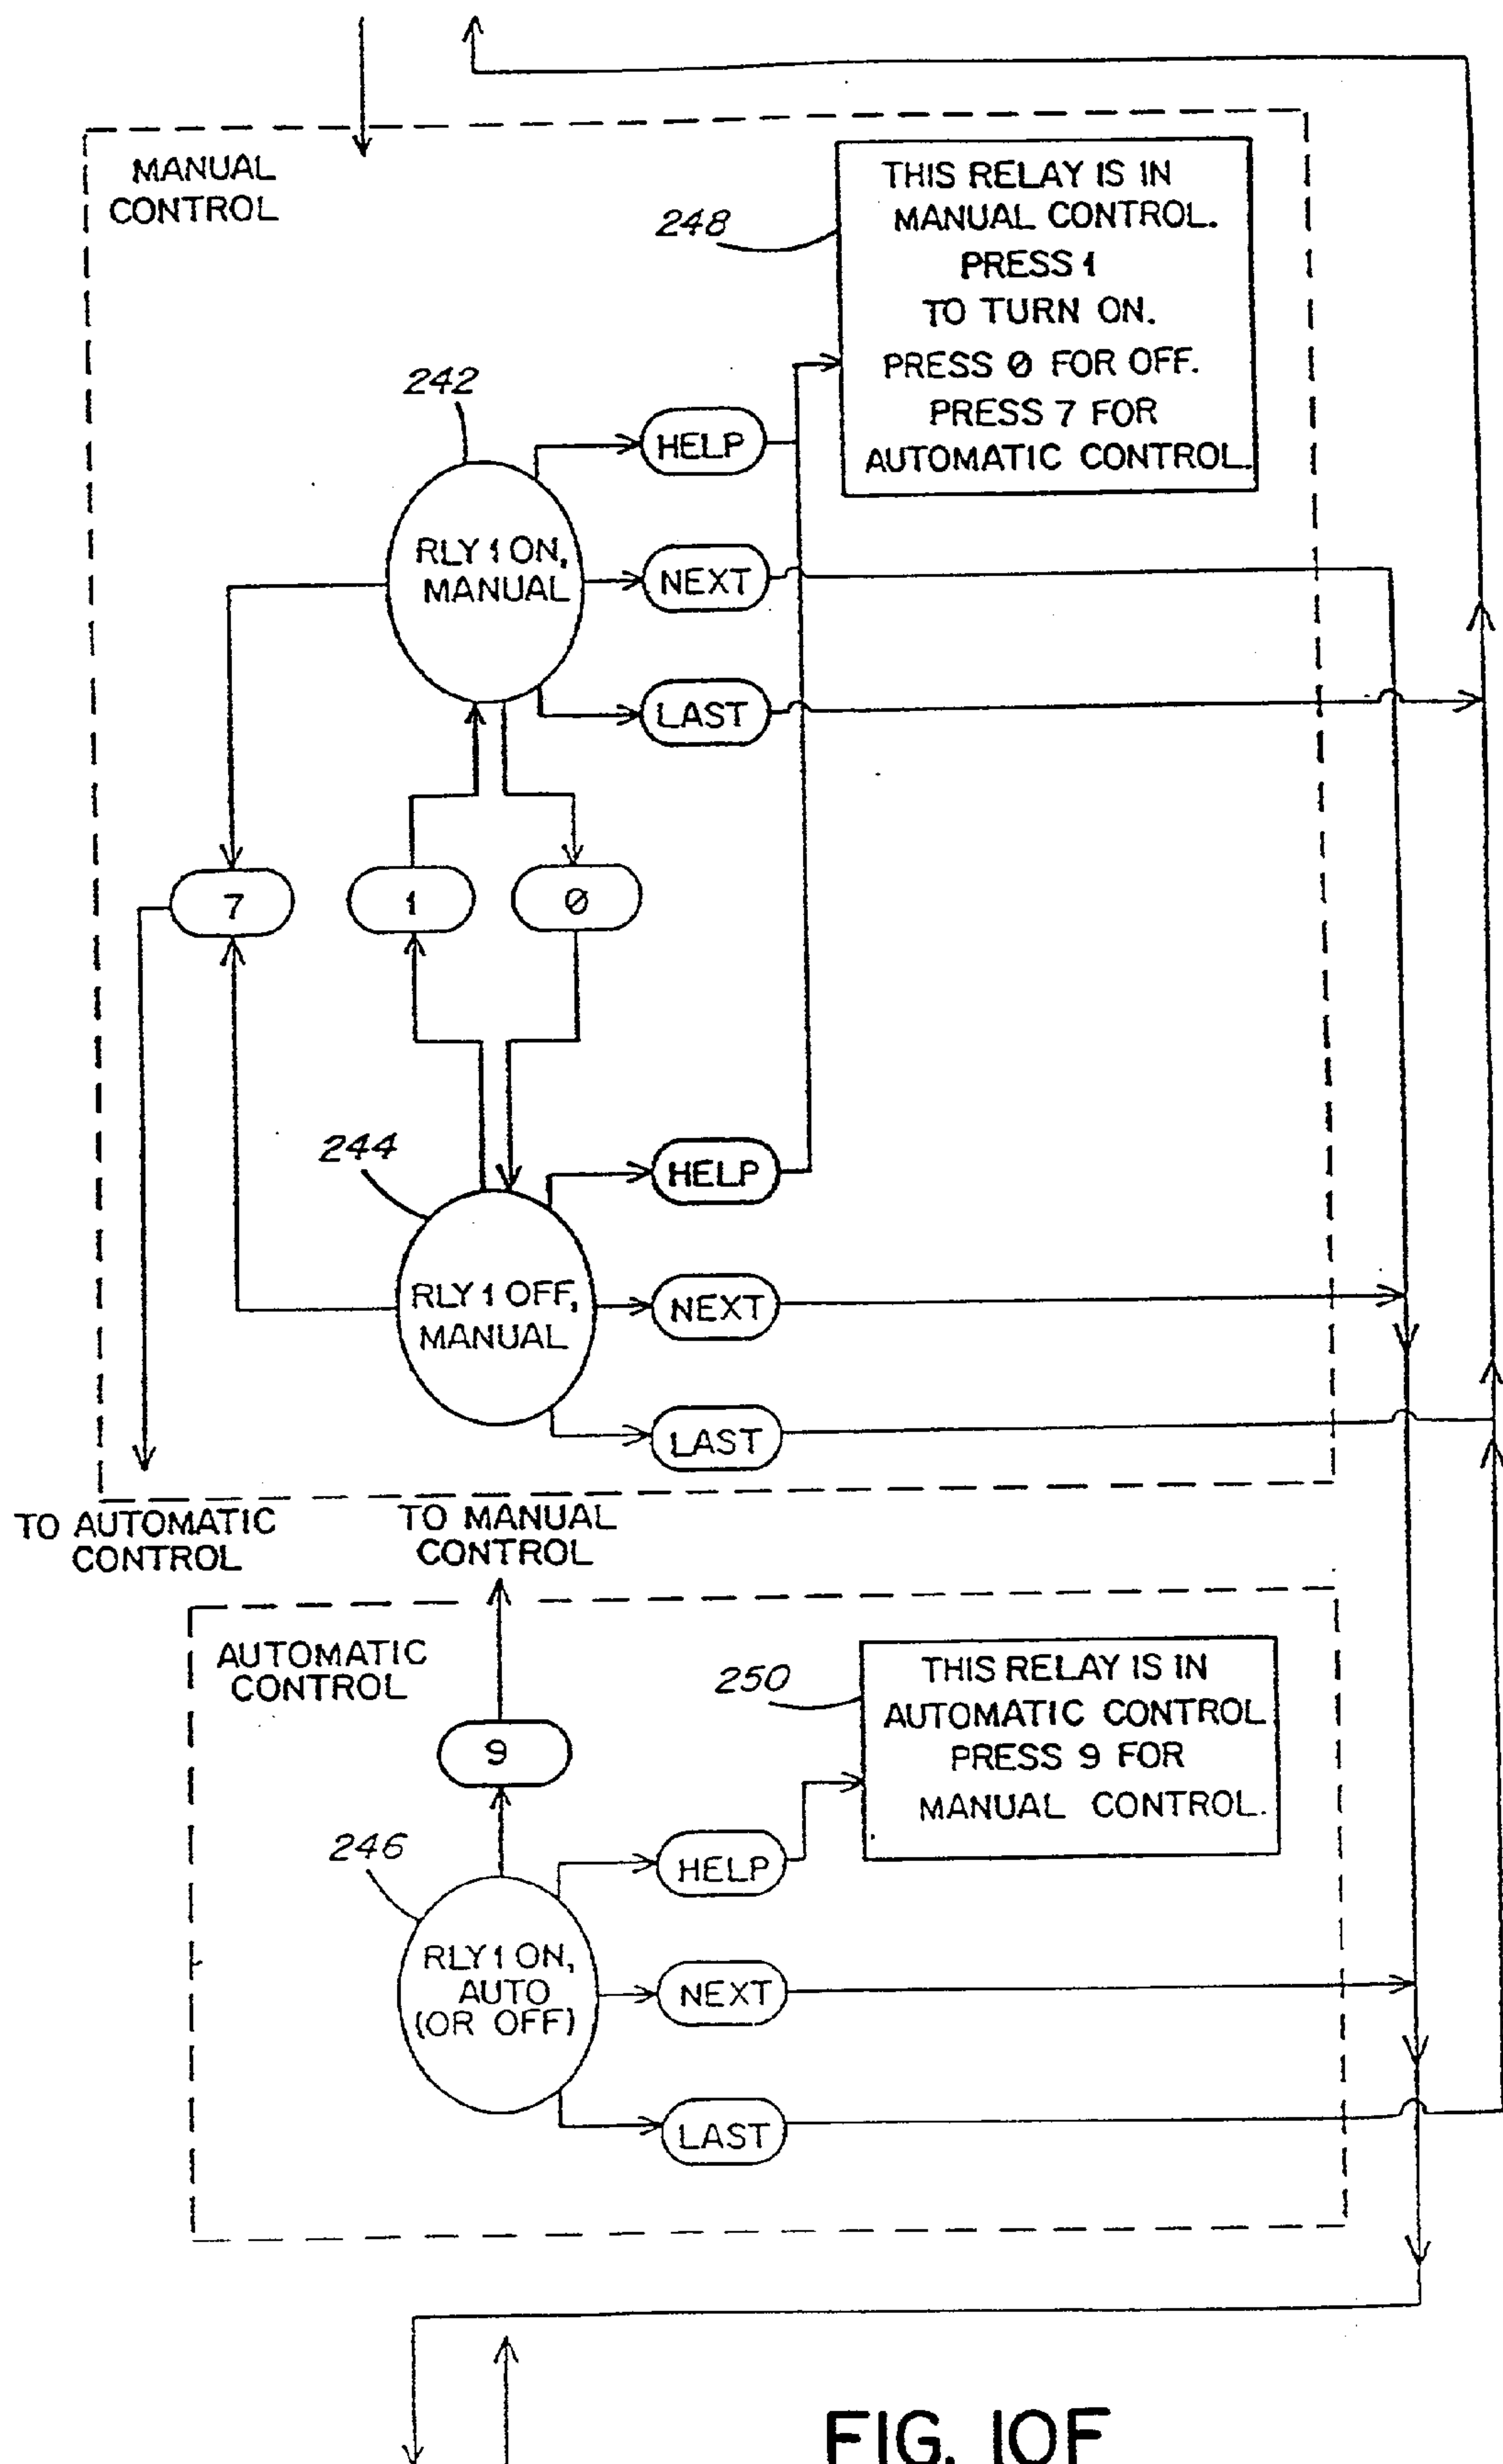 MANUAL
CONTROL
248
THIS RELAY IS IN
MANUAL CONTROL.
PRESS 1
TO TURN ON.
PRESS 0 FOR OFF.
PRESS 7 FOR
AUTOMATIC CONTROL.
242
RLY 1 ON,
MANUAL
HELP
NEXT
LAST
7
1
0
244
RLY 1 OFF,
MANUAL
HELP
NEXT
LAST
TO AUTOMATIC
CONTROL
TO MANUAL
CONTROL
AUTOMATIC
CONTROL
9
250
THIS RELAY IS IN
AUTOMATIC CONTROL
PRESS 9 FOR
MANUAL CONTROL.
246
RLY 1 ON,
AUTO
(OR OFF)
HELP
NEXT
LAST
FIG. 10F